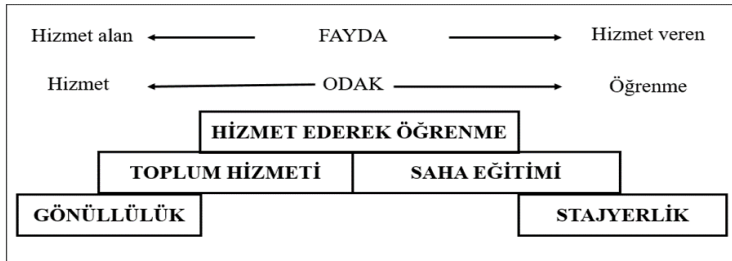 Hizmet alan FAYDA Hizmet veren
Hizmet ODAK Öğrenme
HİZMET EDEREK ÖĞRENME
TOPLUM HİZMETİ SAHA EĞİTİMİ
GÖNÜLLÜLÜK STAJYERLİK